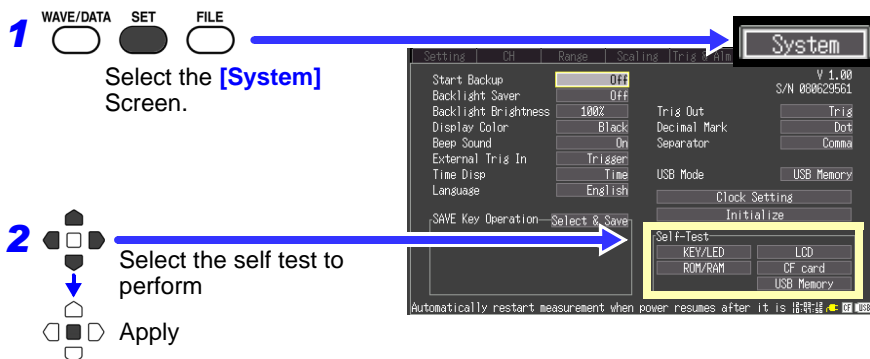 1 WAVE/DATA SET FILE
Select the [System]
Screen.
System
Setting CH Range Scaling Trig & Alm
V 1.00
S/N 080629561
Start Backup Off
Backlight Saver Off
Backlight Brightness 100% Trig Out Trig
Display Color Black Decimal Mark Dot
Beep Sound On Separator Comma
External Trig In Trigger
Time Disp Time USB Mode USB Memory
Language English
Clock Setting
Initialize
SAVE Key Operation Select & Save
Self-Test
KEY/LED LCD
ROM/RAM CF card
USB Memory
Automatically restart measurement when power resumes after it is
CF USB
2
Select the self test to
perform
Apply